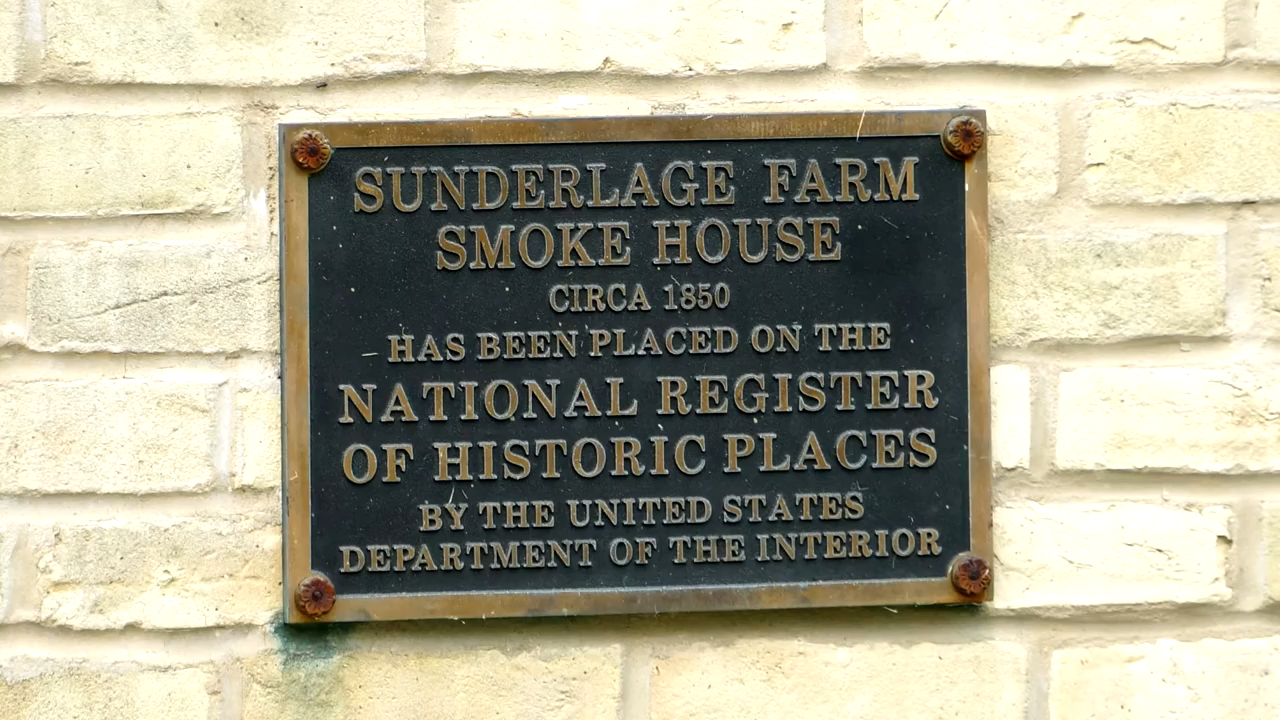 SUNDERLAGE FARM
SMOKE HOUSE
CIRCA 1850
HAS BEEN PLACED ON THE
NATIONAL REGISTER
OF HISTORIC PLACES
BY THE UNITED STATES
DEPARTMENT OF THE INTERIOR